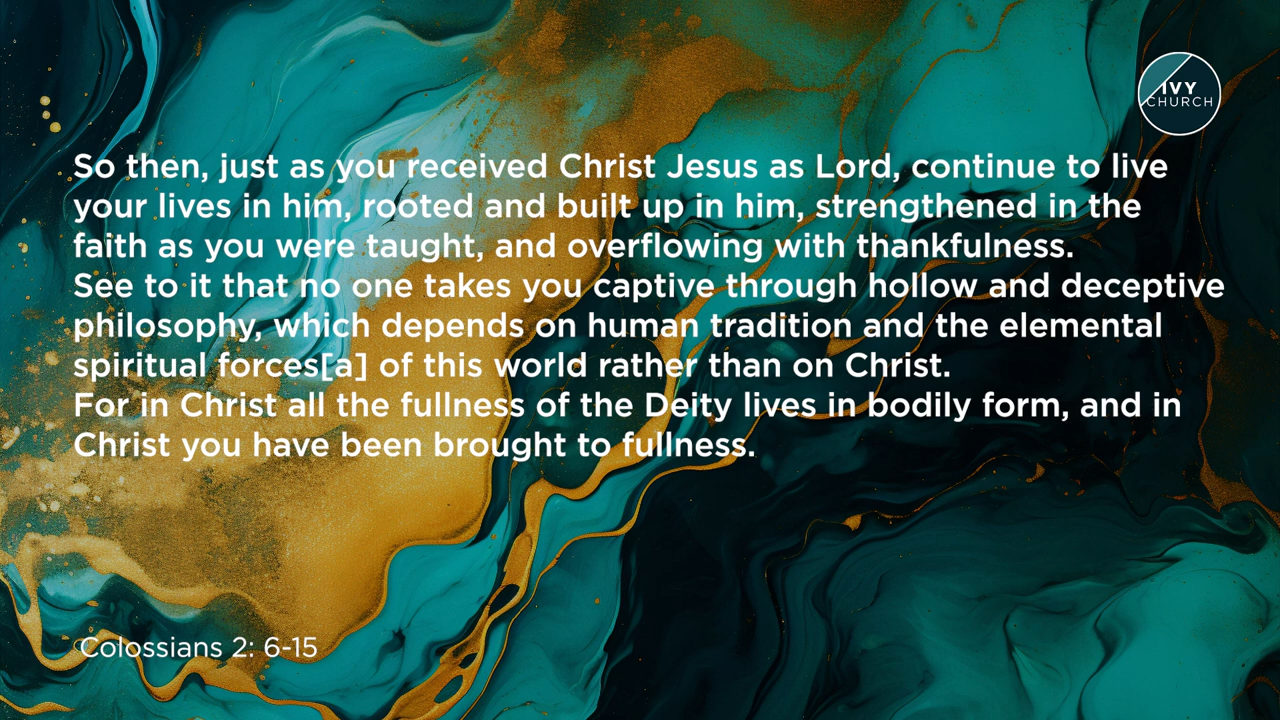 IVY
CHURCH
So then, just as you received Christ Jesus as Lord, continue to live
your lives in him, rooted and built up in him, strengthened in the
faith as you were taught, and overflowing with thankfulness.
See to it that no one takes you captive through hollow and deceptive
philosophy, which depends on human tradition and the elemental
spiritual forces[a] of this world rather than on Christ.
For in Christ all the fullness of the Deity lives in bodily form, and in
Christ you have been brought to fullness.
Colossians 2: 6-15